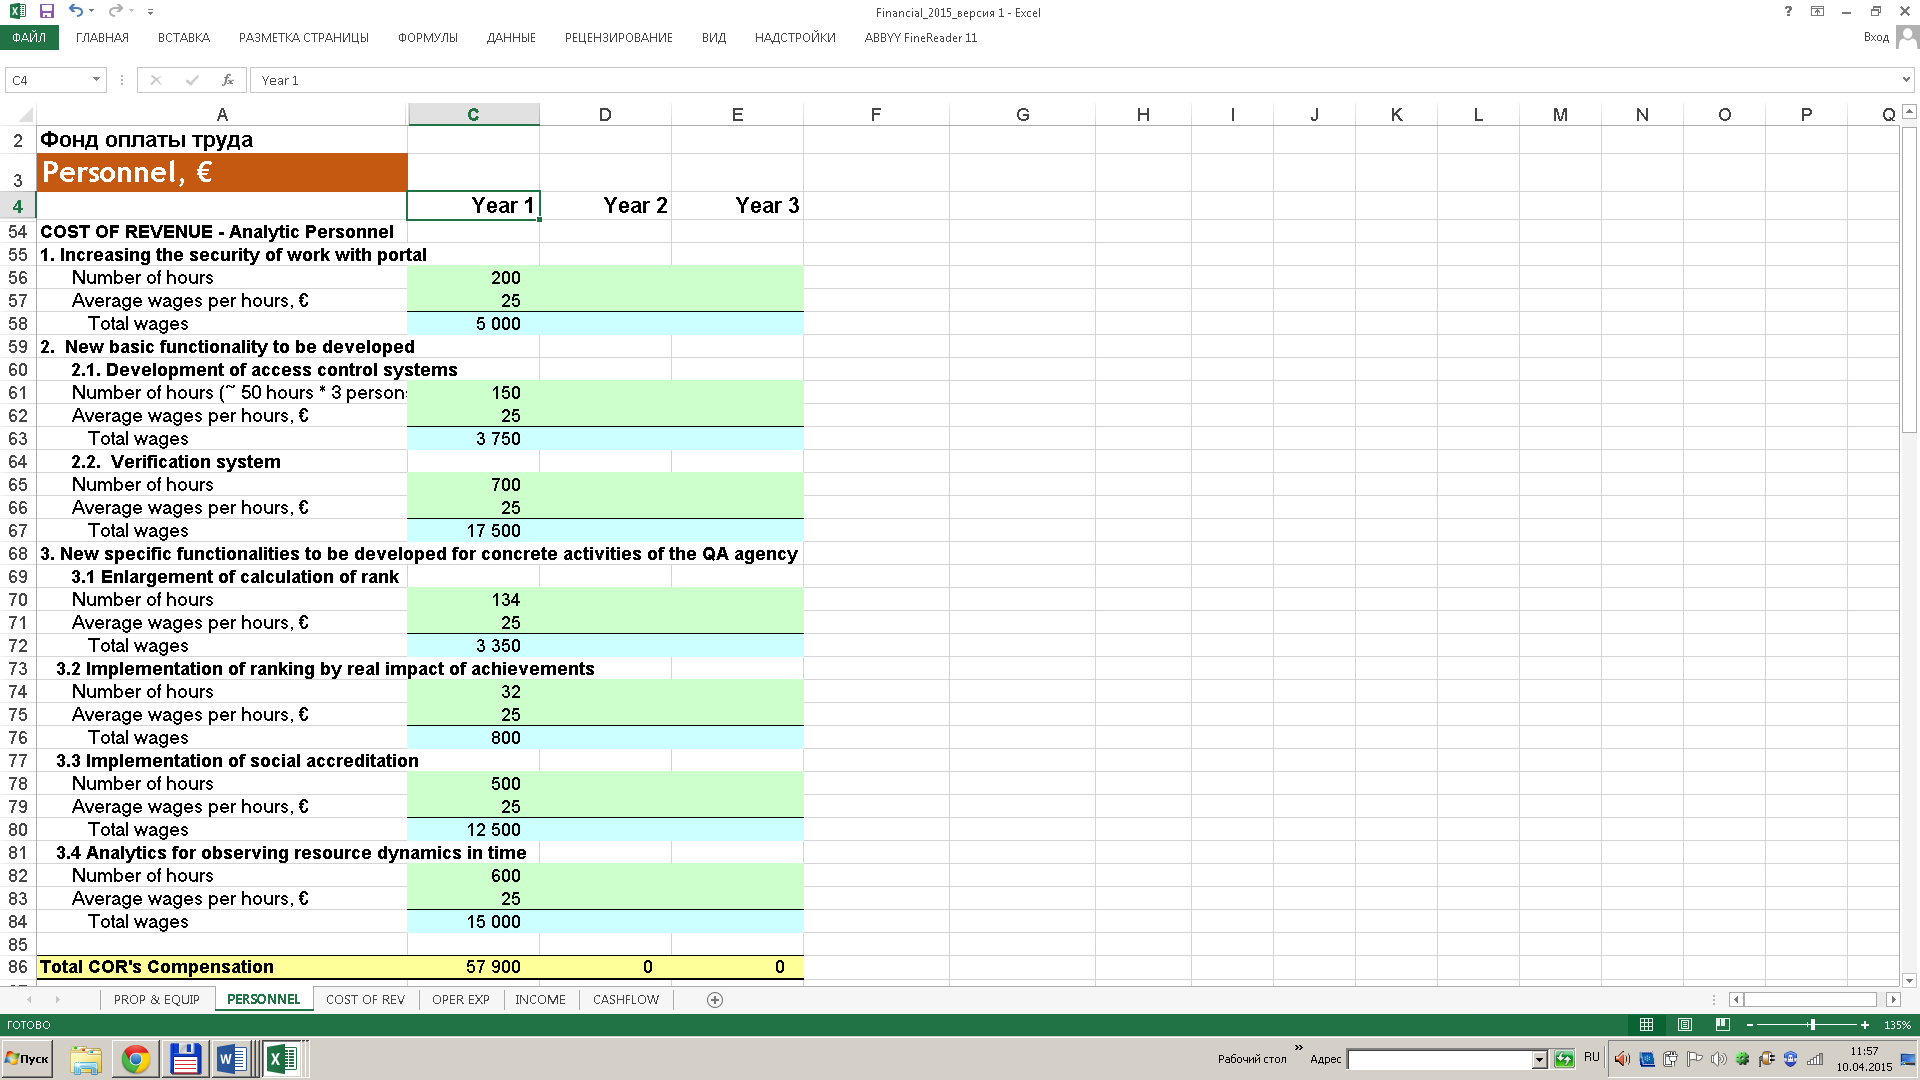 Financial_2015_версия 1 - Excel
ФАЙЛ ГЛАВНАЯ ВСТАВКА РАЗМЕТКА СТРАНИЦЫ ФОРМУЛЫ ДАННЫЕ РЕЦЕНЗИРОВАНИЕ ВИД НАДСТРОЙКИ ABBYY FineReader 11 Вход
C4 fx Year 1
A C D E F G H I J K L M N O P Q
2 Фонд оплаты труда
3 Personnel, €
4 Year 1 Year 2 Year 3
54 COST OF REVENUE - Analytic Personnel
55 1. Increasing the security of work with portal
56 Number of hours 200
57 Average wages per hours, € 25
58 Total wages 5 000
59 2. New basic functionality to be developed
60 2.1. Development of access control systems
61 Number of hours (~ 50 hours * 3 person 150
62 Average wages per hours, € 25
63 Total wages 3 750
64 2.2. Verification system
65 Number of hours 700
66 Average wages per hours, € 25
67 Total wages 17 500
68 3. New specific functionalities to be developed for concrete activities of the QA agency
69 3.1 Enlargement of calculation of rank
70 Number of hours 134
71 Average wages per hours, € 25
72 Total wages 3 350
73 3.2 Implementation of ranking by real impact of achievements
74 Number of hours 32
75 Average wages per hours, € 25
76 Total wages 800
77 3.3 Implementation of social accreditation
78 Number of hours 500
79 Average wages per hours, € 25
80 Total wages 12 500
81 3.4 Analytics for observing resource dynamics in time
82 Number of hours 600
83 Average wages per hours, € 25
84 Total wages 15 000
85
86 Total COR's Compensation 57 900 0 0
PROP & EQUIP PERSONNEL COST OF REV OPER EXP INCOME CASHFLOW
ГОТОВО 135%
Пуск Рабочий стол Адрес RU 11:57
10.04.2015